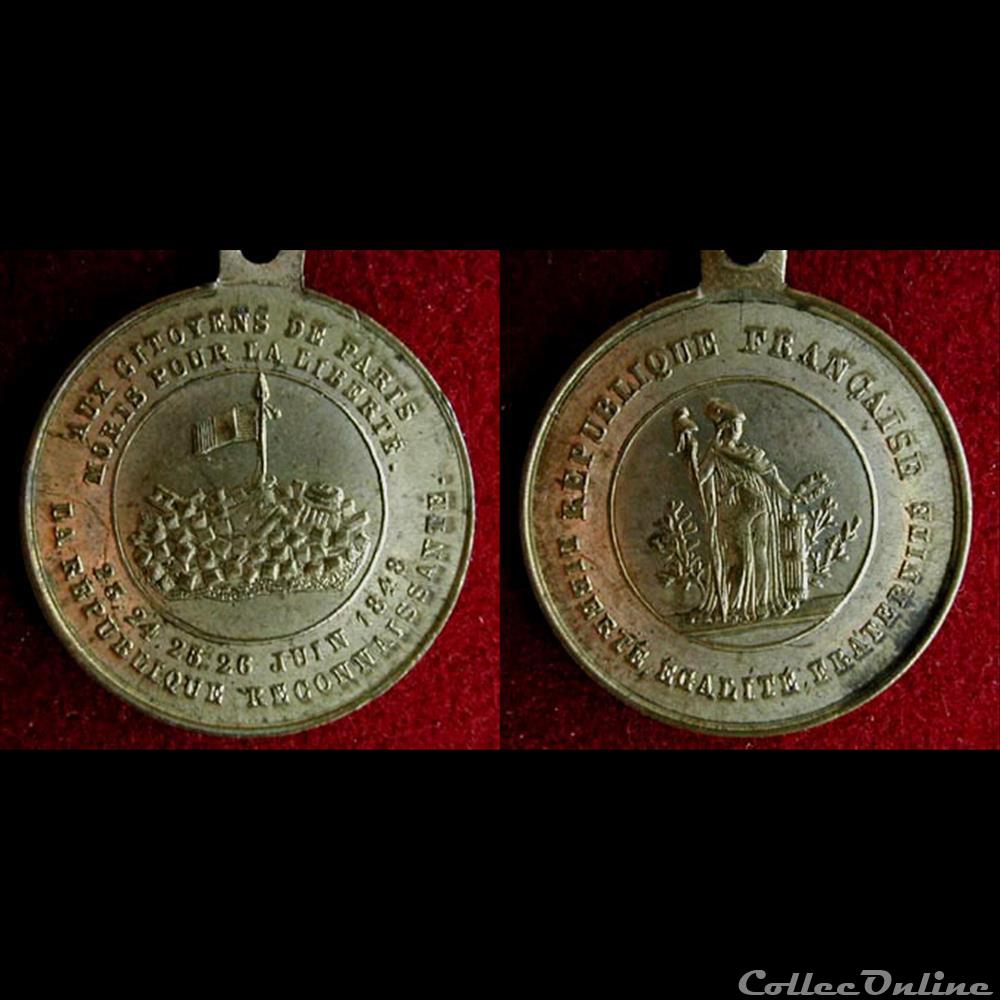 AUX CITOYENS DE PARIS
MORTS POUR LA LIBERTÉ.
23. 24. 25. 26 JUIN 1848
LA RÉPUBLIQUE RECONNAISSANTE.
RÉPUBLIQUE FRANÇAISE
LIBERTÉ, ÉGALITÉ, FRATERNITÉ
CollecOnline